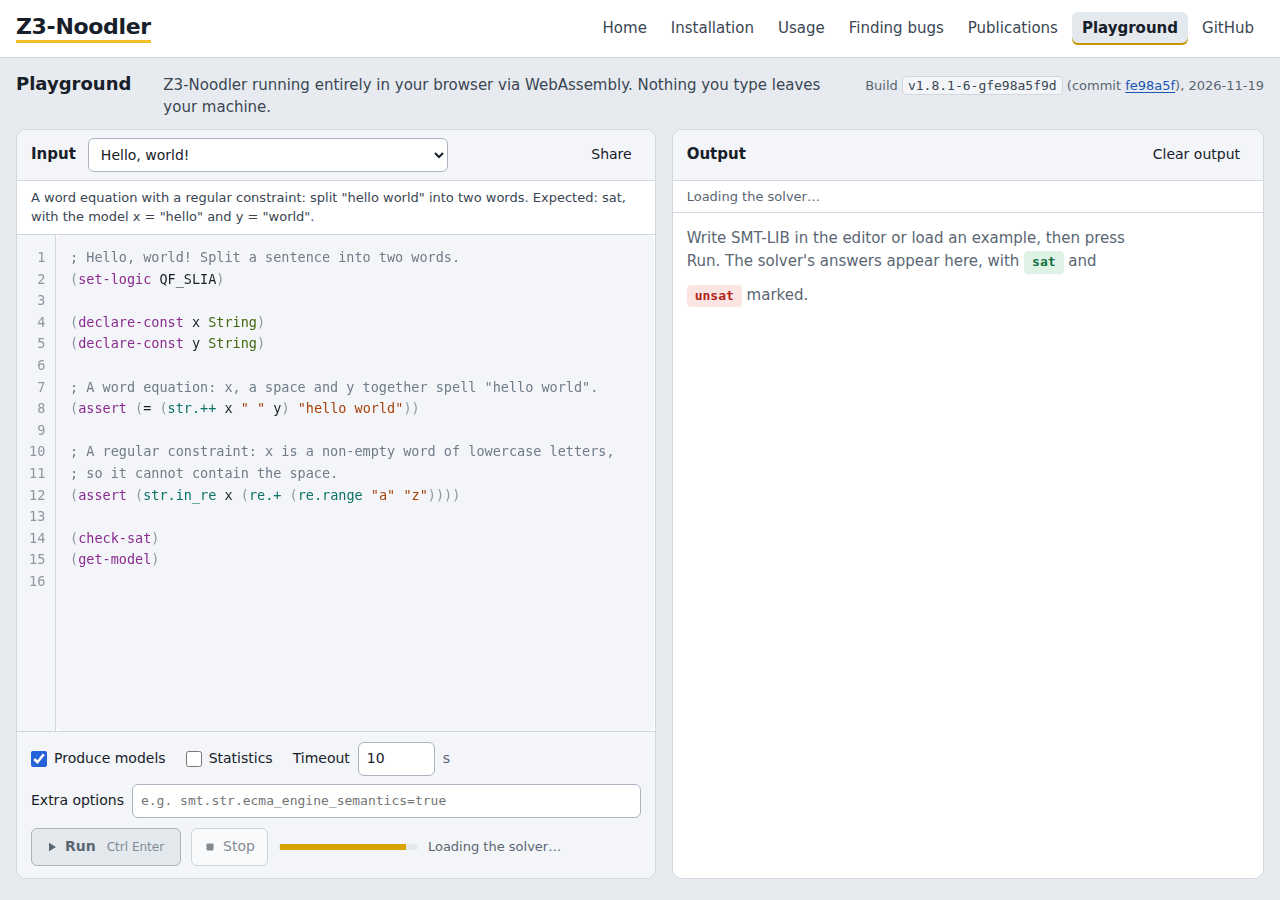 Z3-Noodler
Home Installation Usage Finding bugs Publications Playground GitHub
Playground
Z3-Noodler running entirely in your browser via WebAssembly. Nothing you type leaves
your machine.
Build v1.8.1-6-gfe98a5f9d (commit fe98a5f), 2026-11-19
Input Hello, world! Share
A word equation with a regular constraint: split "hello world" into two words. Expected: sat,
with the model x = "hello" and y = "world".
1 ; Hello, world! Split a sentence into two words.
2 (set-logic QF_SLIA)
3
4 (declare-const x String)
5 (declare-const y String)
6
7 ; A word equation: x, a space and y together spell "hello world".
8 (assert (= (str.++ x " " y) "hello world"))
9
10 ; A regular constraint: x is a non-empty word of lowercase letters,
11 ; so it cannot contain the space.
12 (assert (str.in_re x (re.+ (re.range "a" "z"))))
13
14 (check-sat)
15 (get-model)
16
Produce models Statistics Timeout 10 s
Extra options e.g. smt.str.ecma_engine_semantics=true
Run Ctrl Enter Stop Loading the solver…
Output Clear output
Loading the solver…
Write SMT-LIB in the editor or load an example, then press
Run. The solver's answers appear here, with sat and
unsat marked.